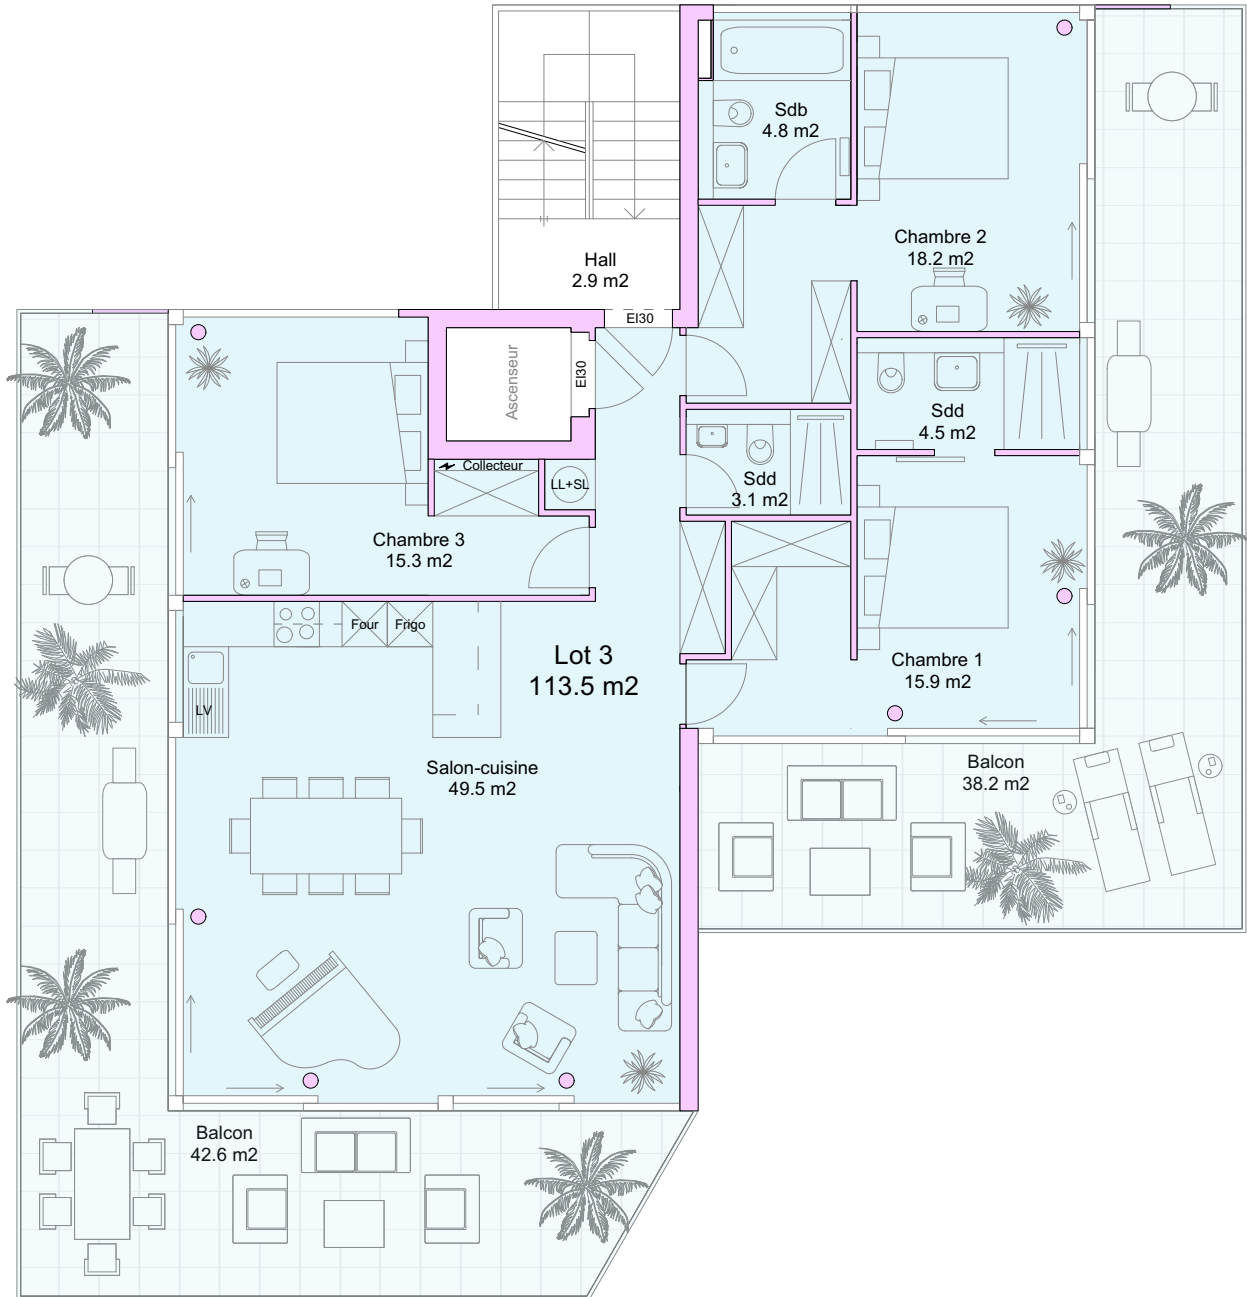 Sdb
4.8 m2
Chambre 2
18.2 m2
Hall
2.9 m2
EI30
EI30
Ascenseur
Sdd
4.5 m2
Collecteur
LL+SL
Sdd
3.1 m2
Chambre 3
15.3 m2
Four
Frigo
Lot 3
113.5 m2
Chambre 1
15.9 m2
LV
Salon-cuisine
49.5 m2
Balcon
38.2 m2
Balcon
42.6 m2